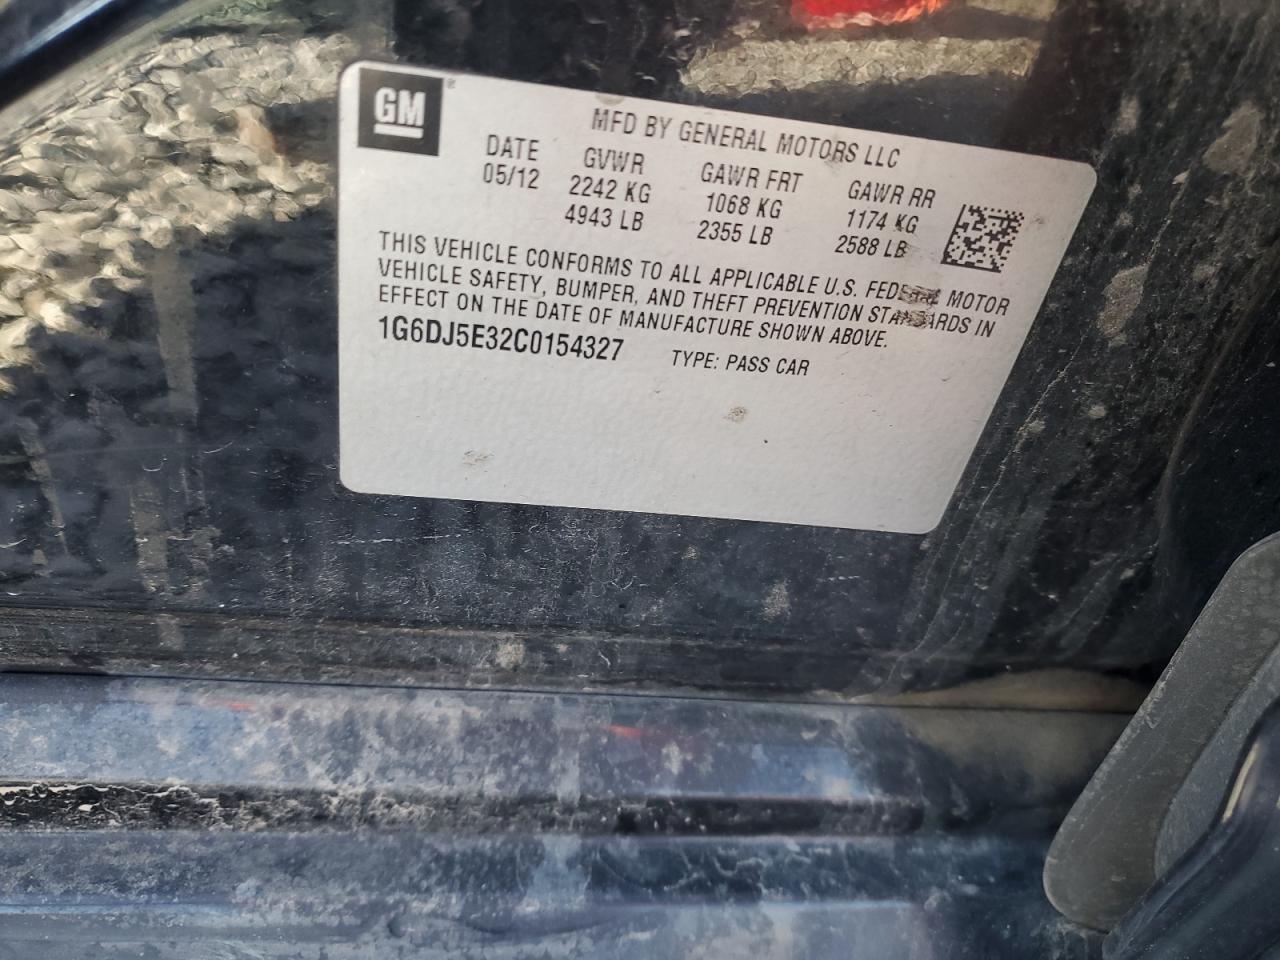 GM
MFD BY GENERAL MOTORS LLC
DATE GVWR GAWR FRT GAWR RR
05/12 2242 KG 1068 KG 1174 KG
4943 LB 2355 LB 2588 LB
THIS VEHICLE CONFORMS TO ALL APPLICABLE U.S. FEDERAL MOTOR
VEHICLE SAFETY, BUMPER, AND THEFT PREVENTION STANDARDS IN
EFFECT ON THE DATE OF MANUFACTURE SHOWN ABOVE.
1G6DJ5E32C0154327 TYPE: PASS CAR